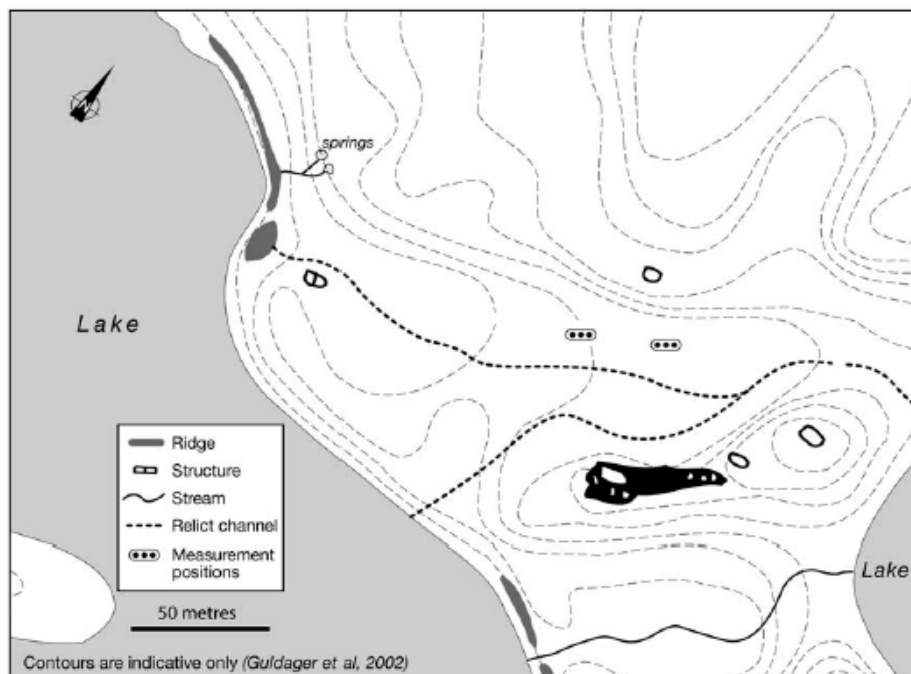 springs
Lake
Ridge
Structure
Stream
Relict channel
Measurement
positions
50 metres
Lake
Contours are indicative only (Guldager et al, 2002)